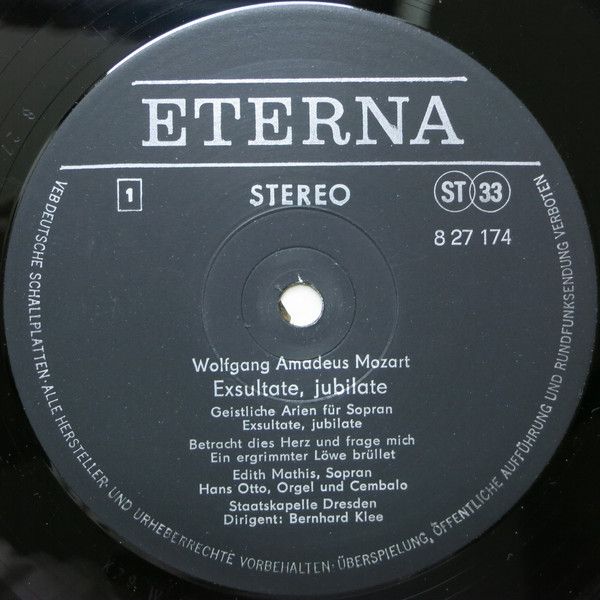 ETERNA
1
STEREO
ST 33
8 27 174
Wolfgang Amadeus Mozart
Exsultate, jubilate
Geistliche Arien für Sopran
Exsultate, jubilate
Betracht dies Herz und frage mich
Ein ergrimmter Löwe brüllet
Edith Mathis, Sopran
Hans Otto, Orgel und Cembalo
Staatskapelle Dresden
Dirigent: Bernhard Klee
VEB DEUTSCHE SCHALLPLATTEN · ALLE HERSTELLER- UND URHEBERRECHTE VORBEHALTEN · ÜBERSPIELUNG, ÖFFENTLICHE AUFFÜHRUNG UND RUNDFUNKSENDUNG VERBOTEN